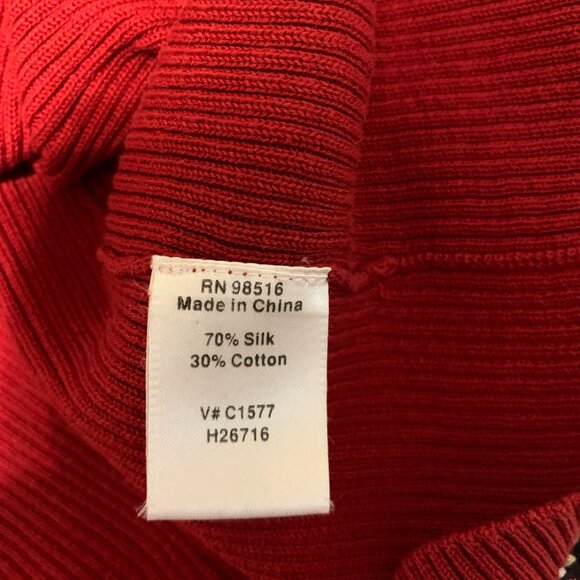 RN 98516
Made in China
70% Silk
30% Cotton
V# C1577
H26716